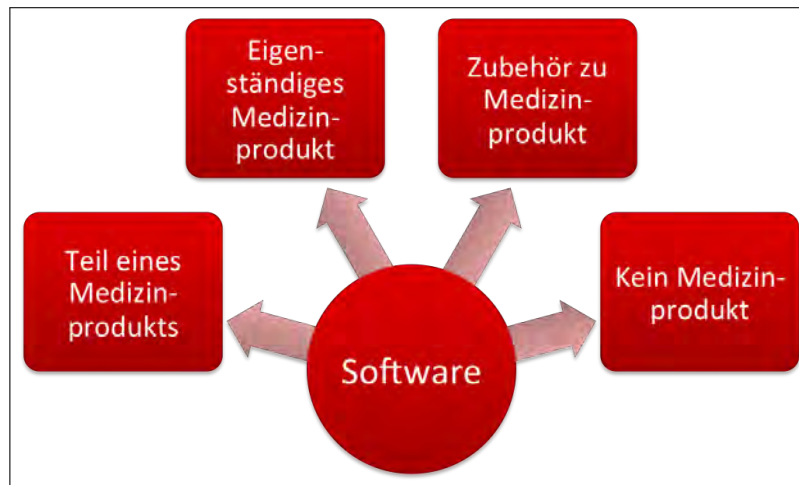 Eigen-
ständiges
Medizin-
produkt
Zubehör zu
Medizin-
produkt
Teil eines
Medizin-
produkts
Kein Medizin-
produkt
Software